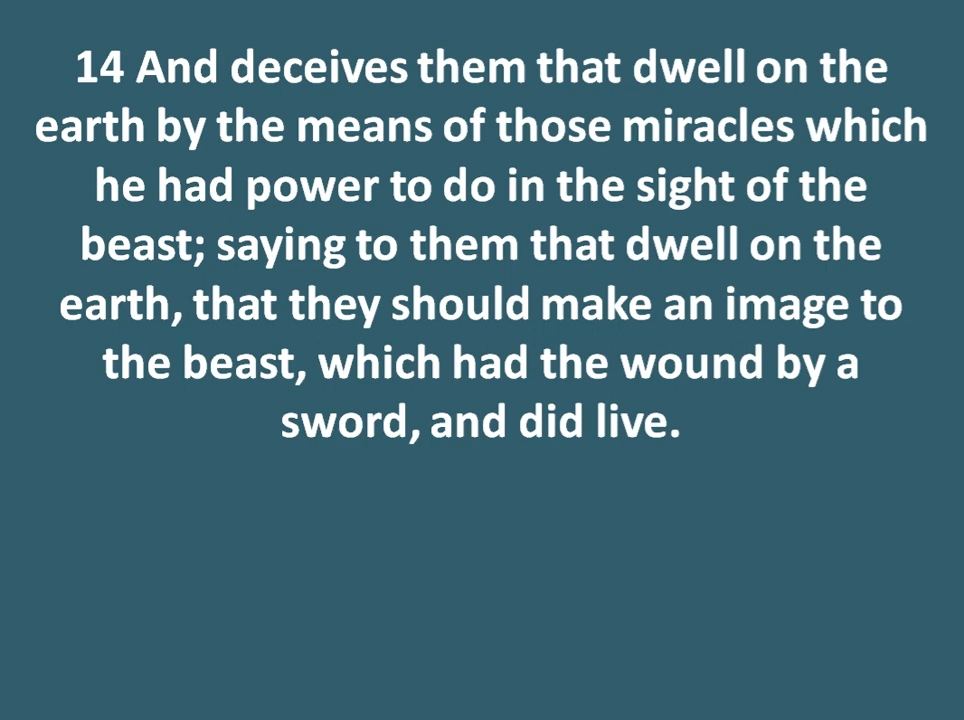 14 And deceives them that dwell on the
earth by the means of those miracles which
he had power to do in the sight of the
beast; saying to them that dwell on the
earth, that they should make an image to
the beast, which had the wound by a
sword, and did live.